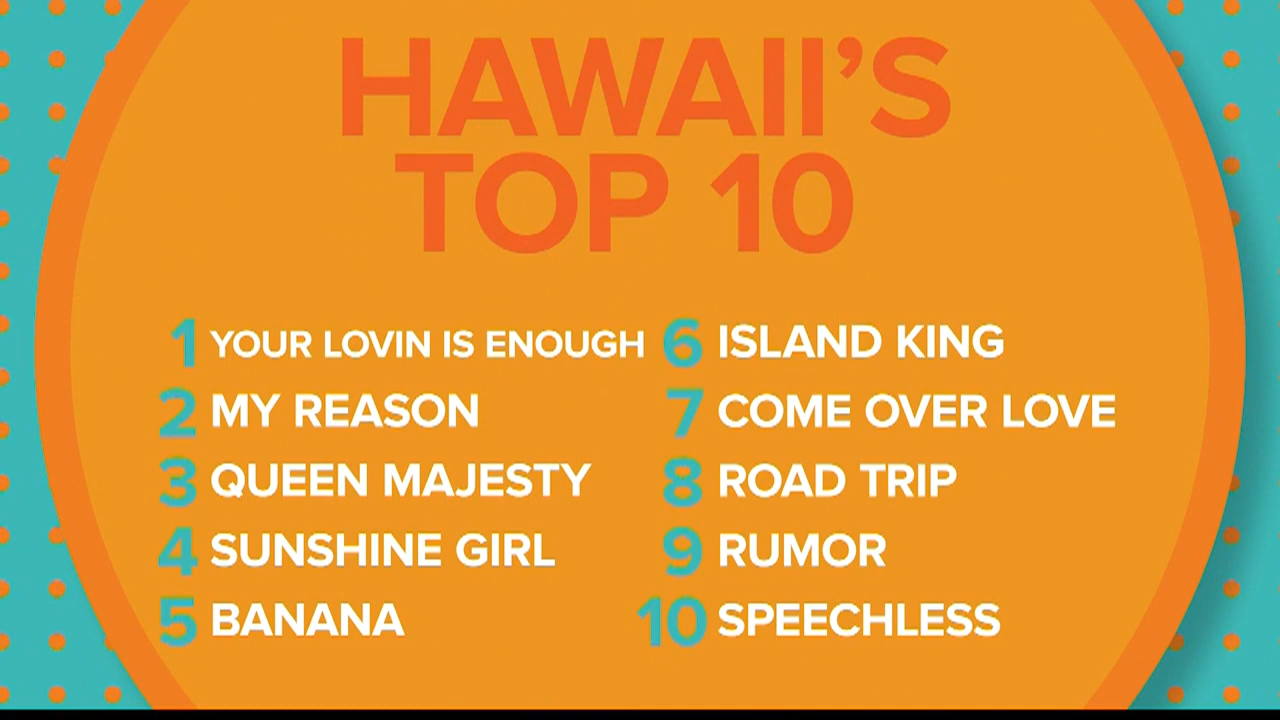 HAWAII'S
TOP 10
1 YOUR LOVIN IS ENOUGH
2 MY REASON
3 QUEEN MAJESTY
4 SUNSHINE GIRL
5 BANANA
6 ISLAND KING
7 COME OVER LOVE
8 ROAD TRIP
9 RUMOR
10 SPEECHLESS